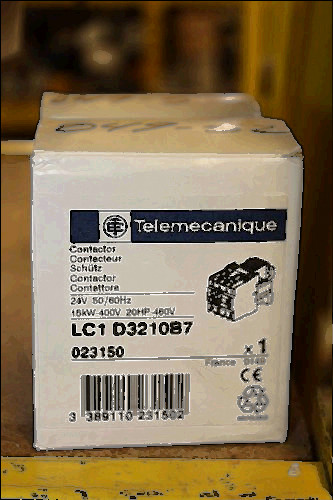 Telemecanique
Contactor
Contacteur
Schütz
Contactor
Contattore
24V 50/60Hz
15kW 400V 20HP 460V
LC1 D3210B7
023150
x 1
France 0149
CE
3 389110 231502